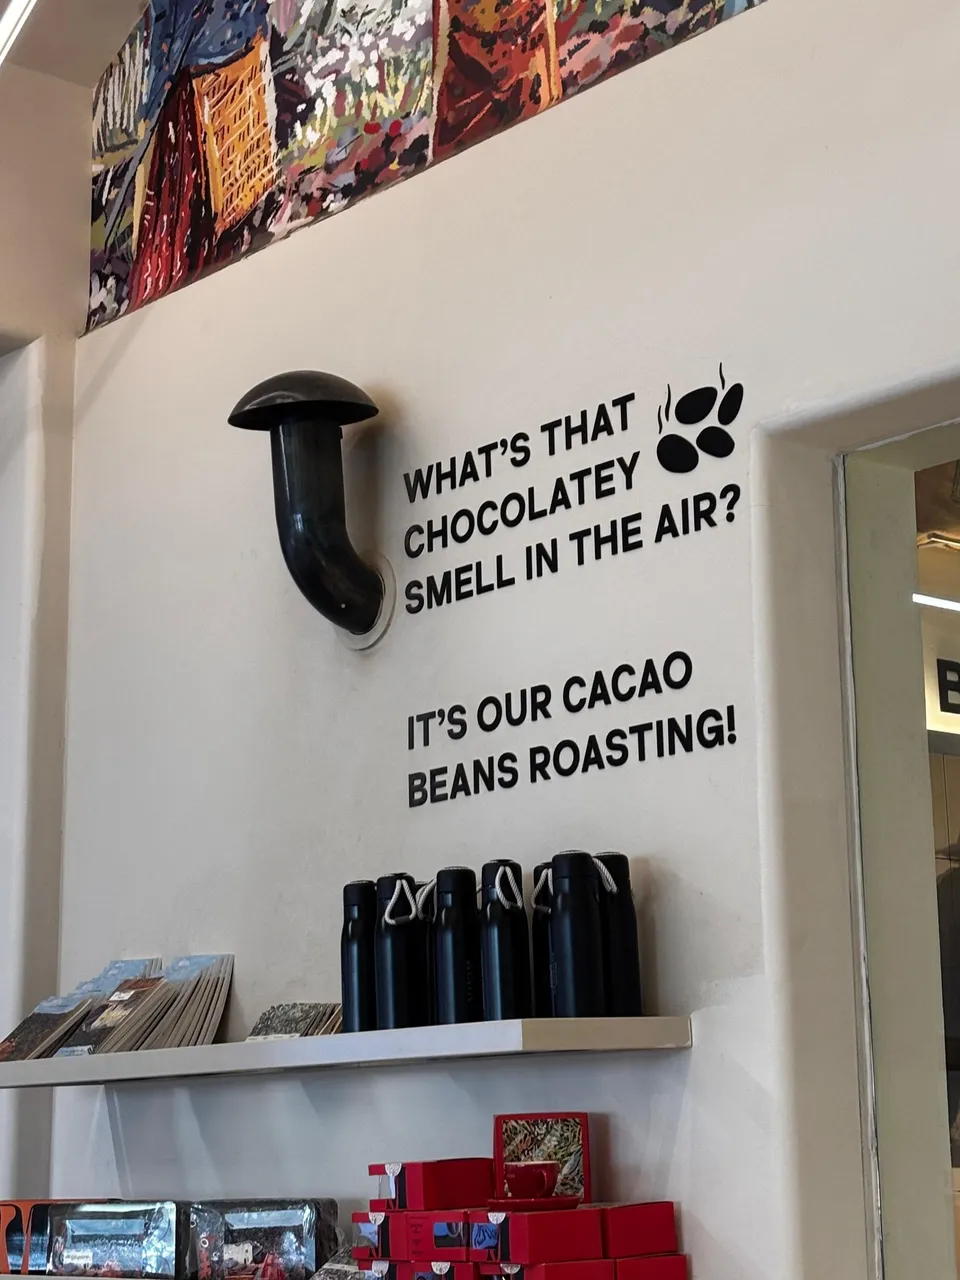 WHAT'S THAT
CHOCOLATEY
SMELL IN THE AIR?
IT'S OUR CACAO
BEANS ROASTING!
B